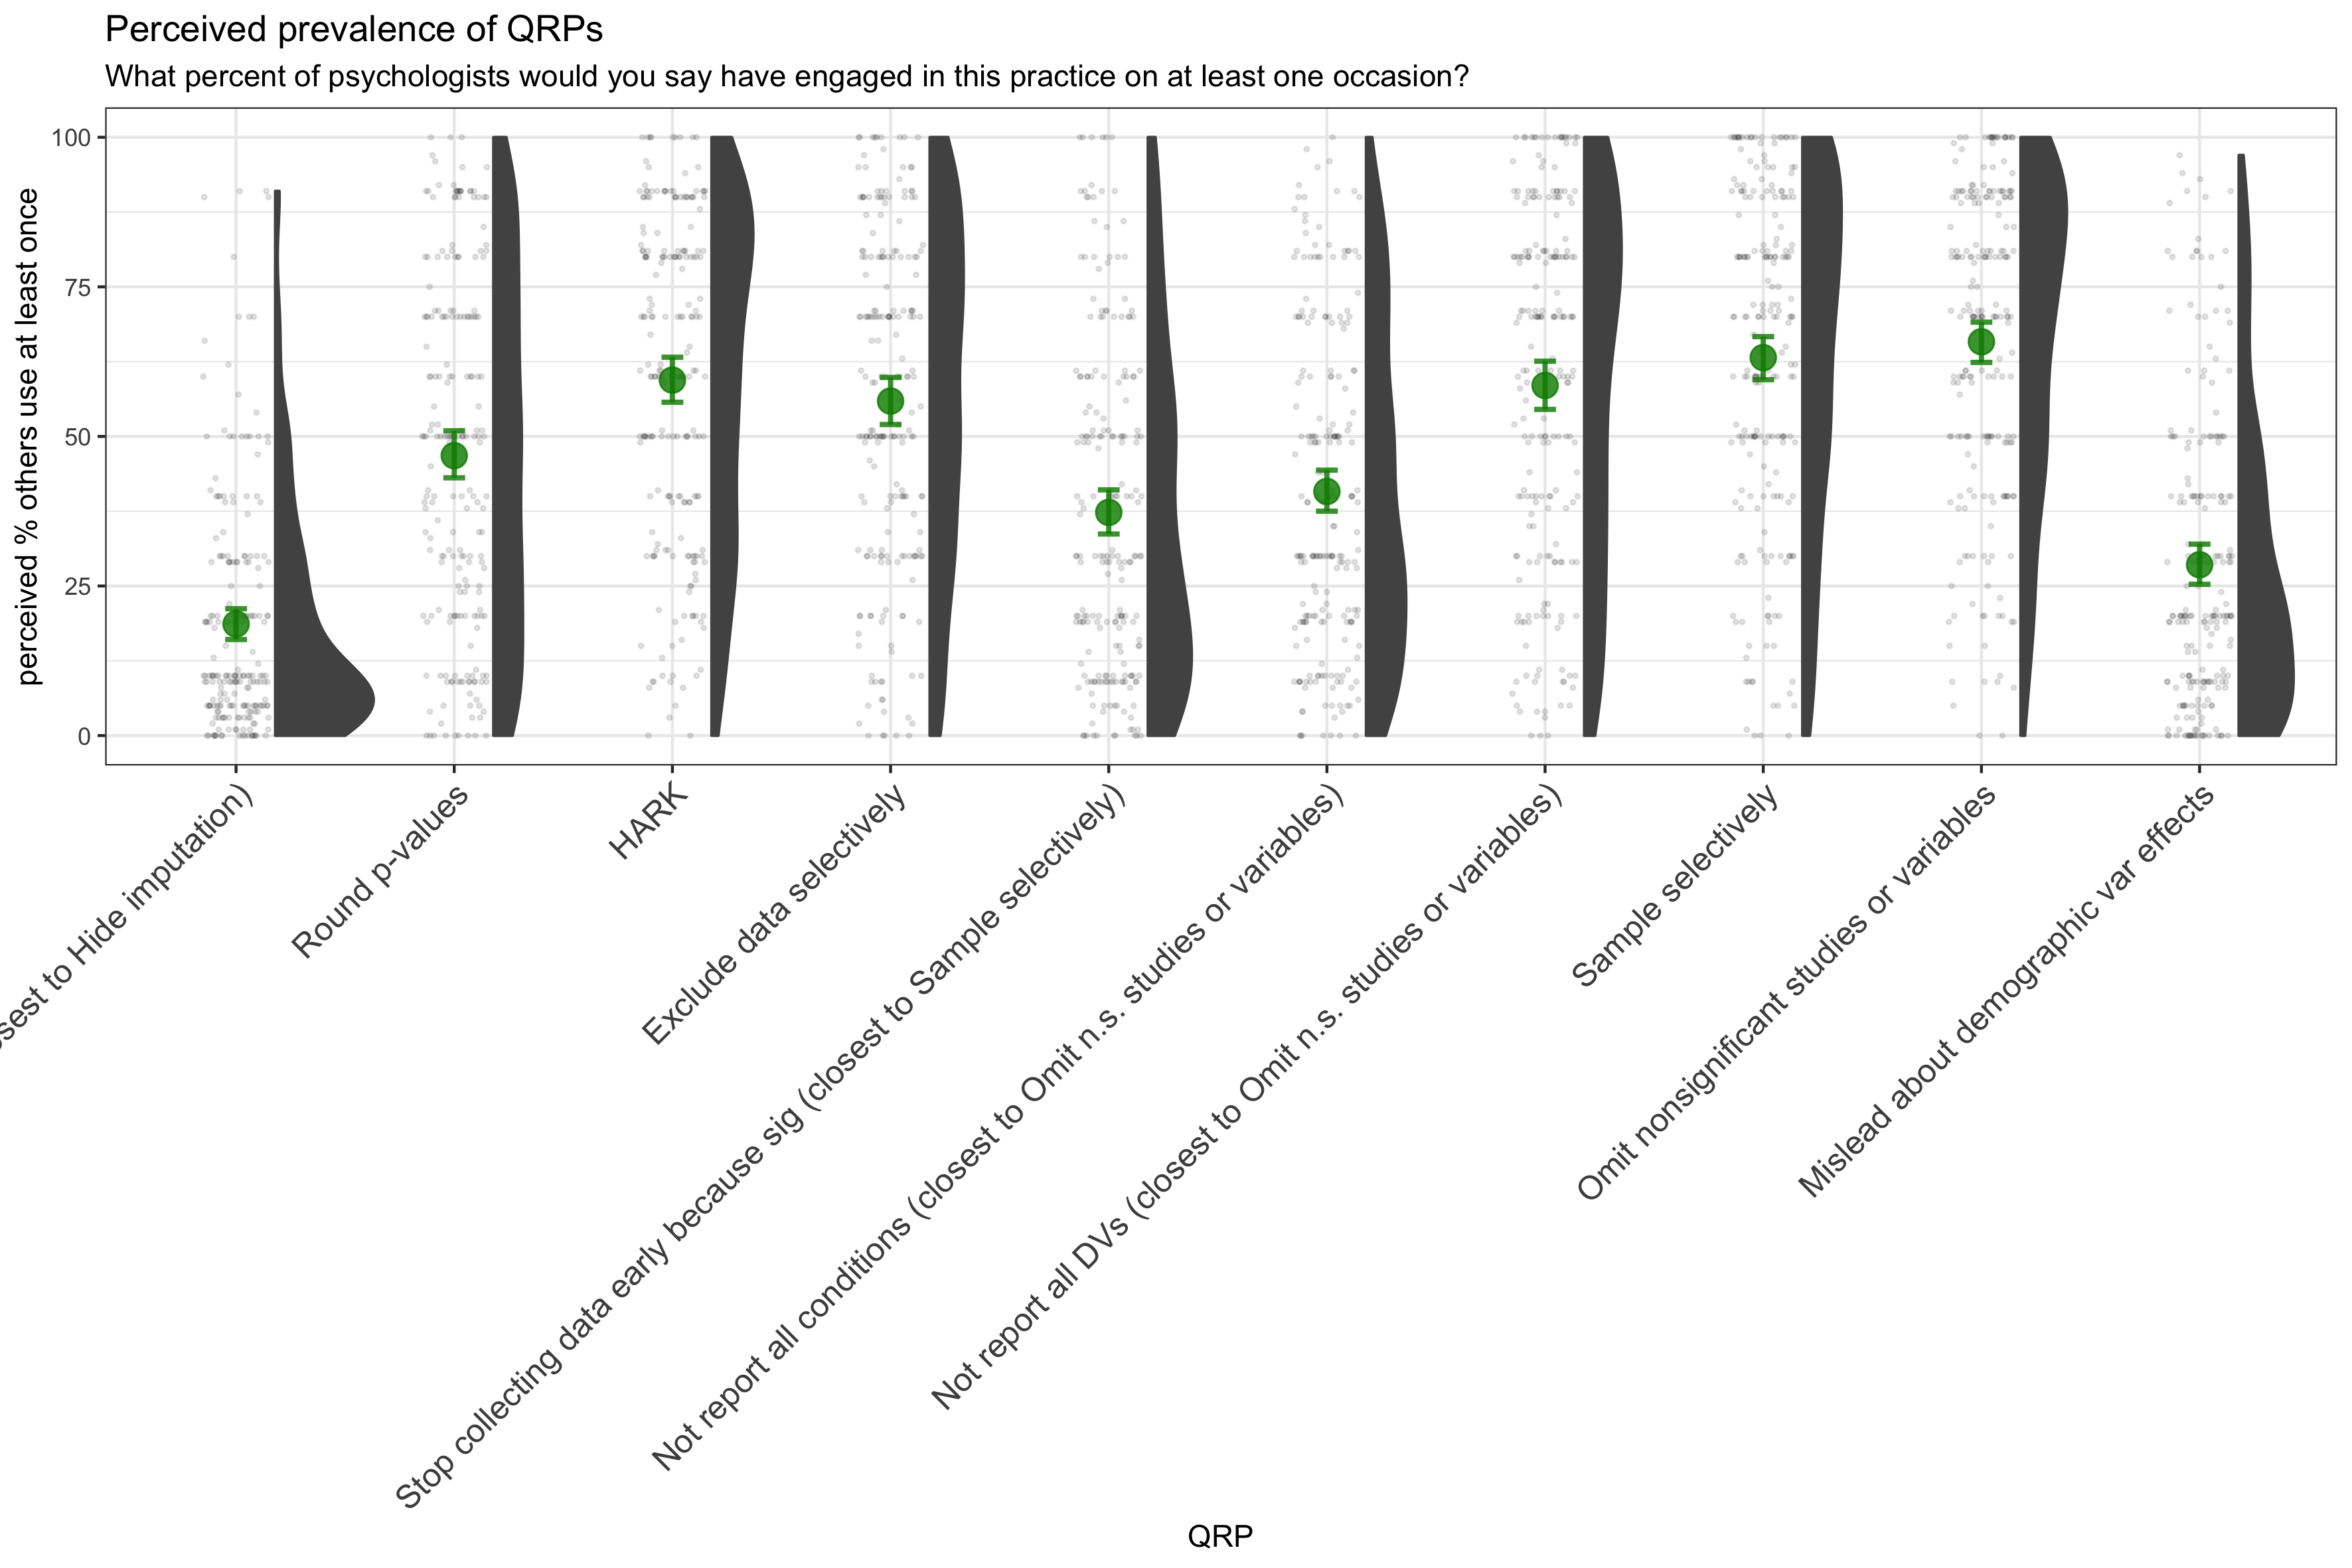 Perceived prevalence of QRPs
What percent of psychologists would you say have engaged in this practice on at least one occasion?
perceived % others use at least once
100
75
50
25
0
to Hide imputation)
Round p-values
HARK
Exclude data selectively
Stop collecting data early because sig (closest to Sample selectively)
Not report all conditions (closest to Omit n.s. studies or variables)
Not report all DVs (closest to Omit n.s. studies or variables)
Sample selectively
Omit nonsignificant studies or variables
Mislead about demographic var effects
QRP